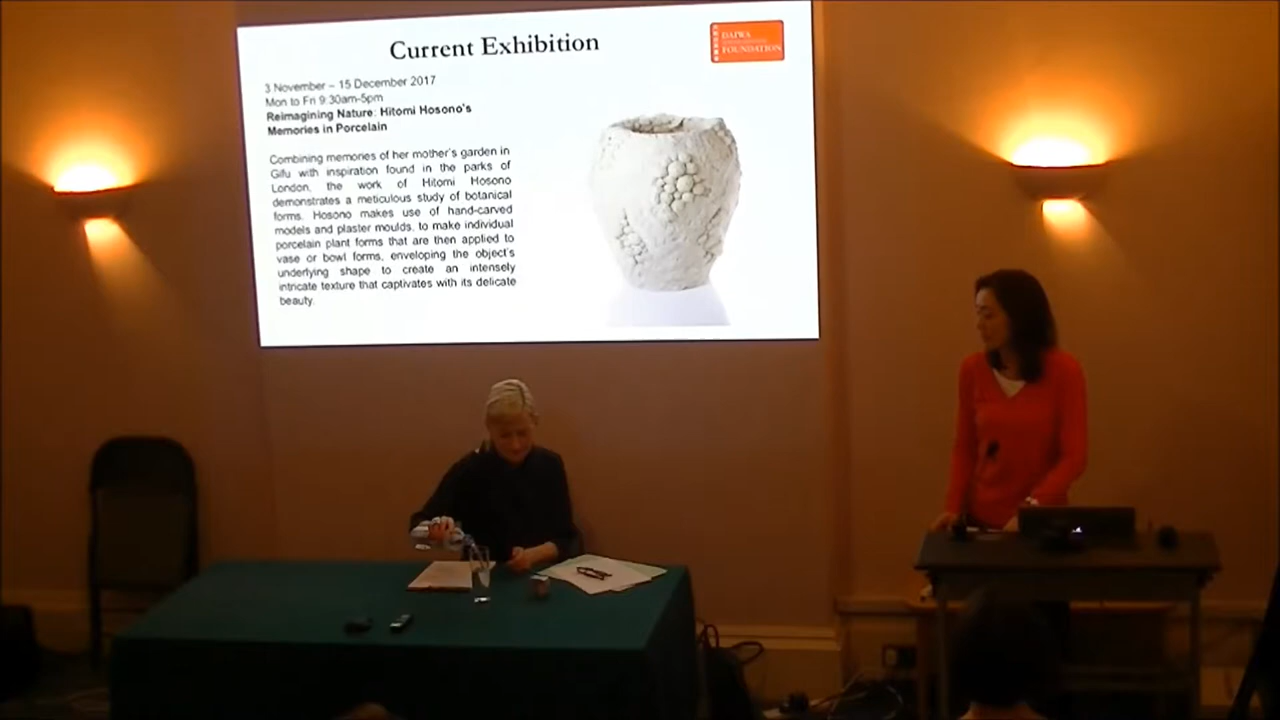 Current Exhibition
DAIWA
FOUNDATION
3 November – 15 December 2017
Mon to Fri 9:30am-5pm
Reimagining Nature: Hitomi Hosono's
Memories in Porcelain
Combining memories of her mother's garden in
Gifu with inspiration found in the parks of
London, the work of Hitomi Hosono
demonstrates a meticulous study of botanical
forms. Hosono makes use of hand-carved
models and plaster moulds, to make individual
porcelain plant forms that are then applied to
vase or bowl forms, enveloping the object's
underlying shape to create an intensely
intricate texture that captivates with its delicate
beauty.